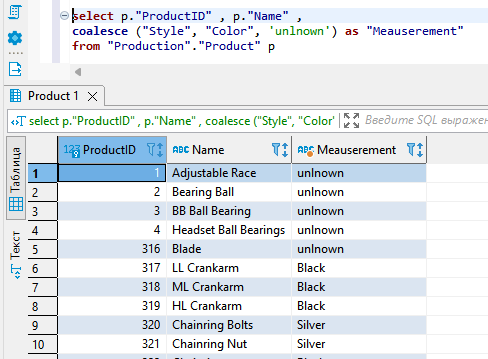 select p."ProductID" , p."Name" ,
coalesce ("Style", "Color", 'unlnown') as "Meauserement"
from "Production"."Product" p
Product 1
select p."ProductID" , p."Name" , coalesce ("Style", "Color" Введите SQL выражен
Таблица
Текст
123 ProductID ABC Name ABC Meauserement
1 1 Adjustable Race unlnown
2 2 Bearing Ball unlnown
3 3 BB Ball Bearing unlnown
4 4 Headset Ball Bearings unlnown
5 316 Blade unlnown
6 317 LL Crankarm Black
7 318 ML Crankarm Black
8 319 HL Crankarm Black
9 320 Chainring Bolts Silver
10 321 Chainring Nut Silver